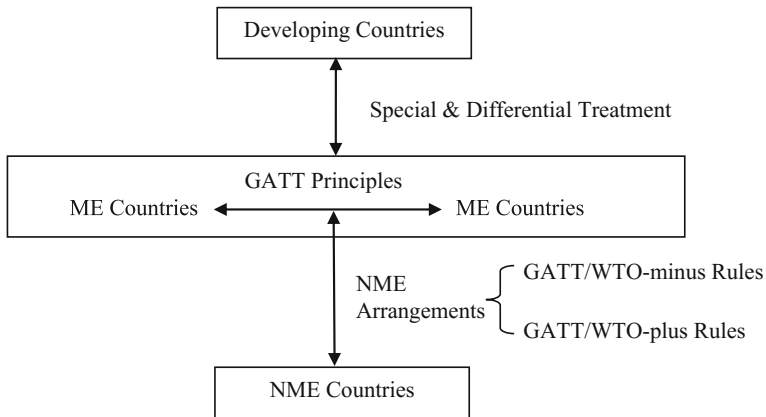 Developing Countries
Special & Differential Treatment
GATT Principles
ME Countries
ME Countries
NME
Arrangements
GATT/WTO-minus Rules
GATT/WTO-plus Rules
NME Countries